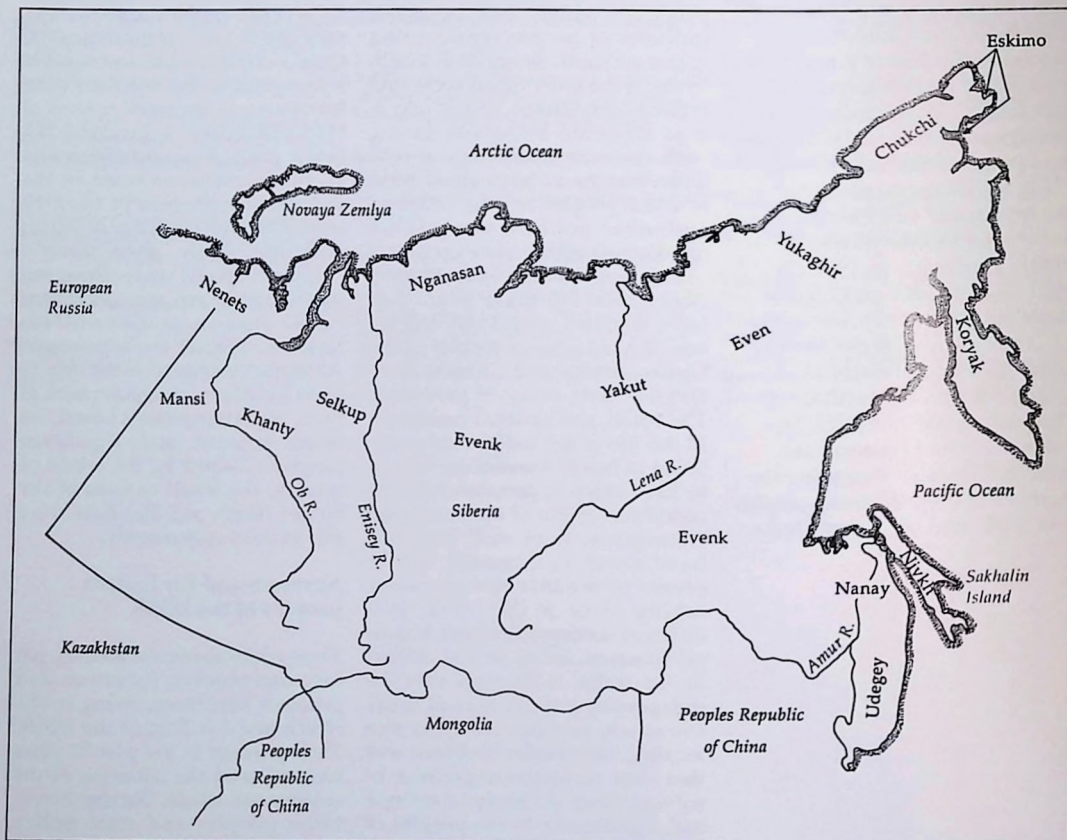 Eskimo
Chukchi
Arctic Ocean
Novaya Zemlya
Yukaghir
Nganasan
Nenets
European
Russia
Even
Koryak
Mansi
Khanty
Selkup
Yakut
Evenk
Lena R.
Ob R.
Enisey R.
Siberia
Pacific Ocean
Evenk
Nivkh
Nanay
Sakhalin
Island
Kazakhstan
Amur R.
Udeggy
Mongolia
Peoples Republic
of China
Peoples
Republic
of China